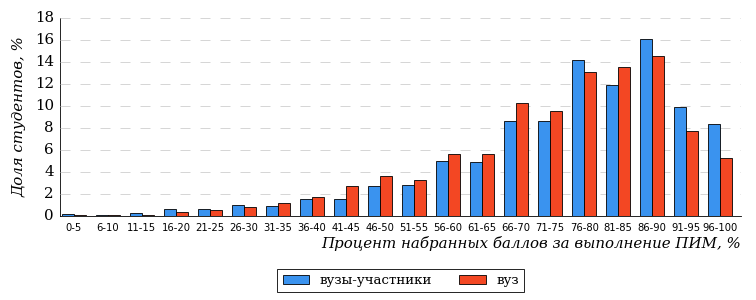 Доля студентов, %
18
16
14
12
10
8
6
4
2
0
0-5 6-10 11-15 16-20 21-25 26-30 31-35 36-40 41-45 46-50 51-55 56-60 61-65 66-70 71-75 76-80 81-85 86-90 91-95 96-100
Процент набранных баллов за выполнение ПИМ, %
вузы-участники вуз